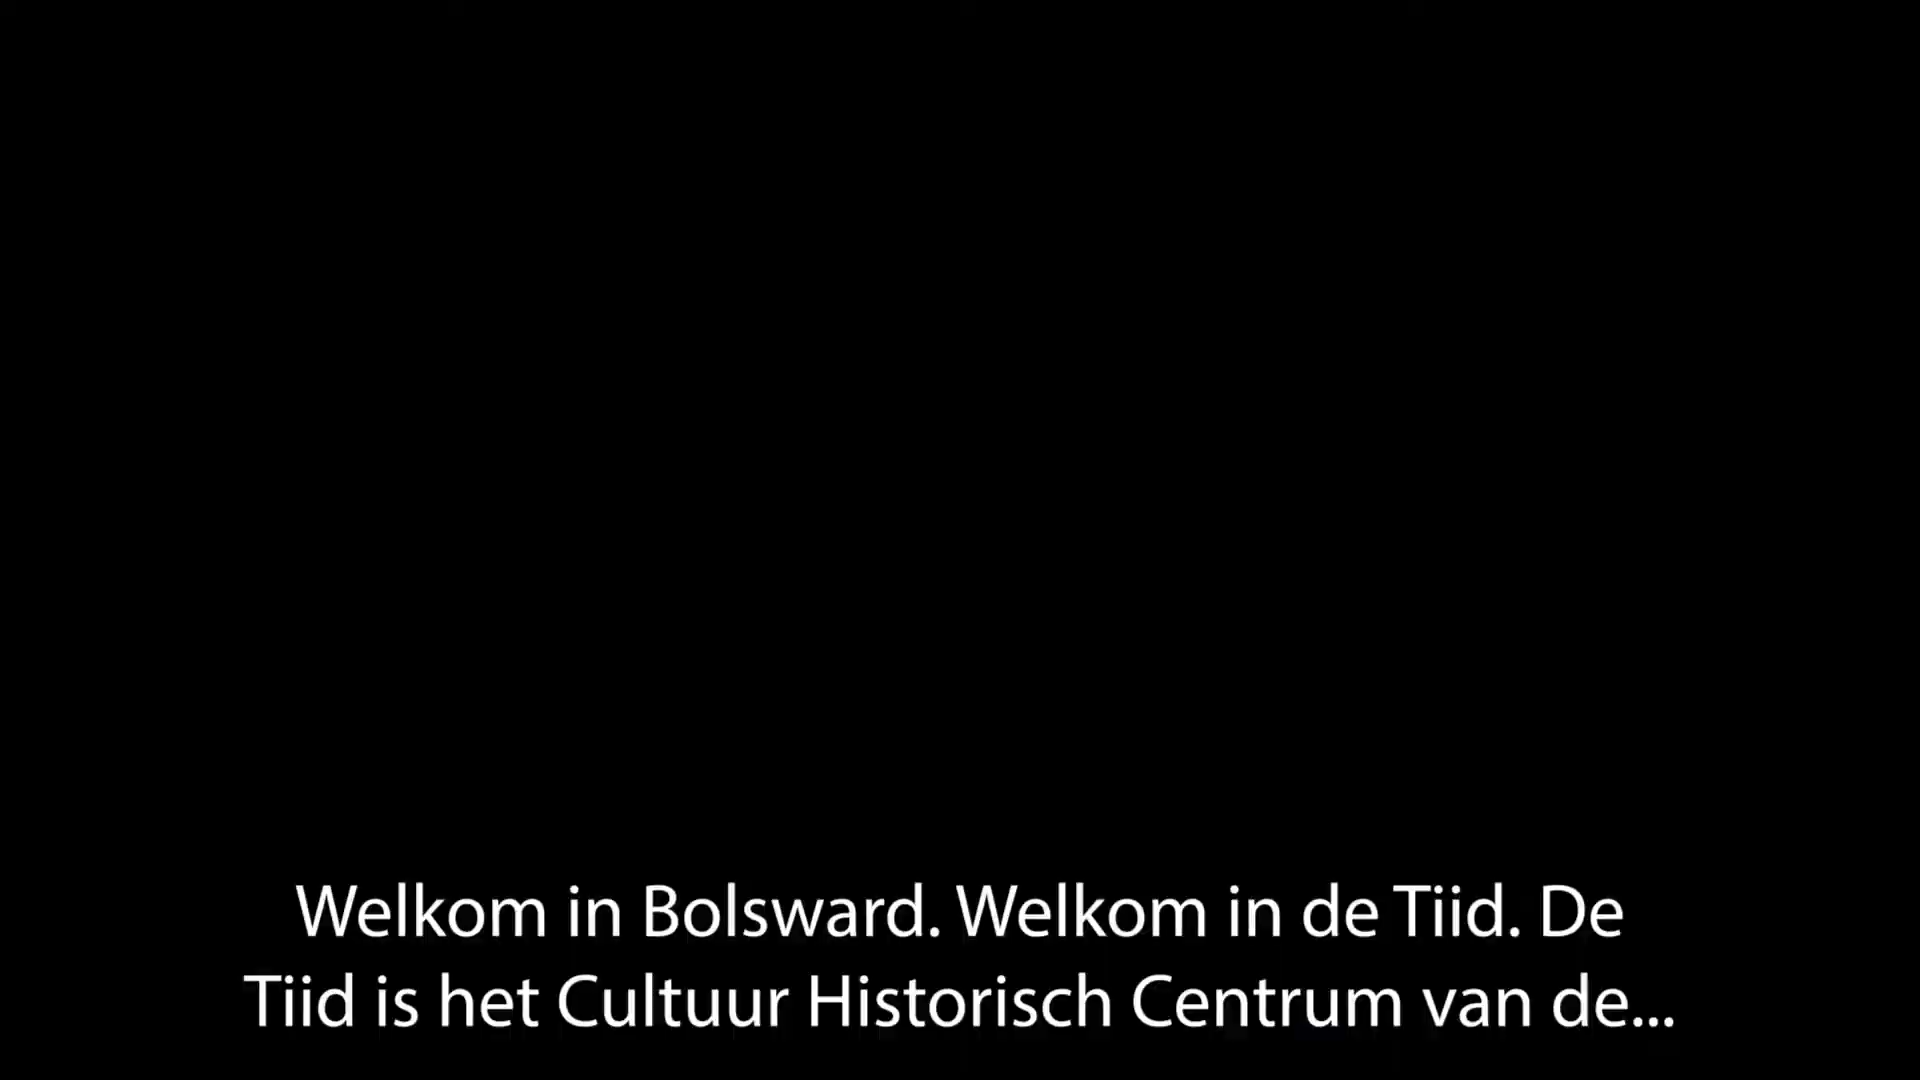 Welkom in Bolsward. Welkom in de Tiid. De
Tiid is het Cultuur Historisch Centrum van de...